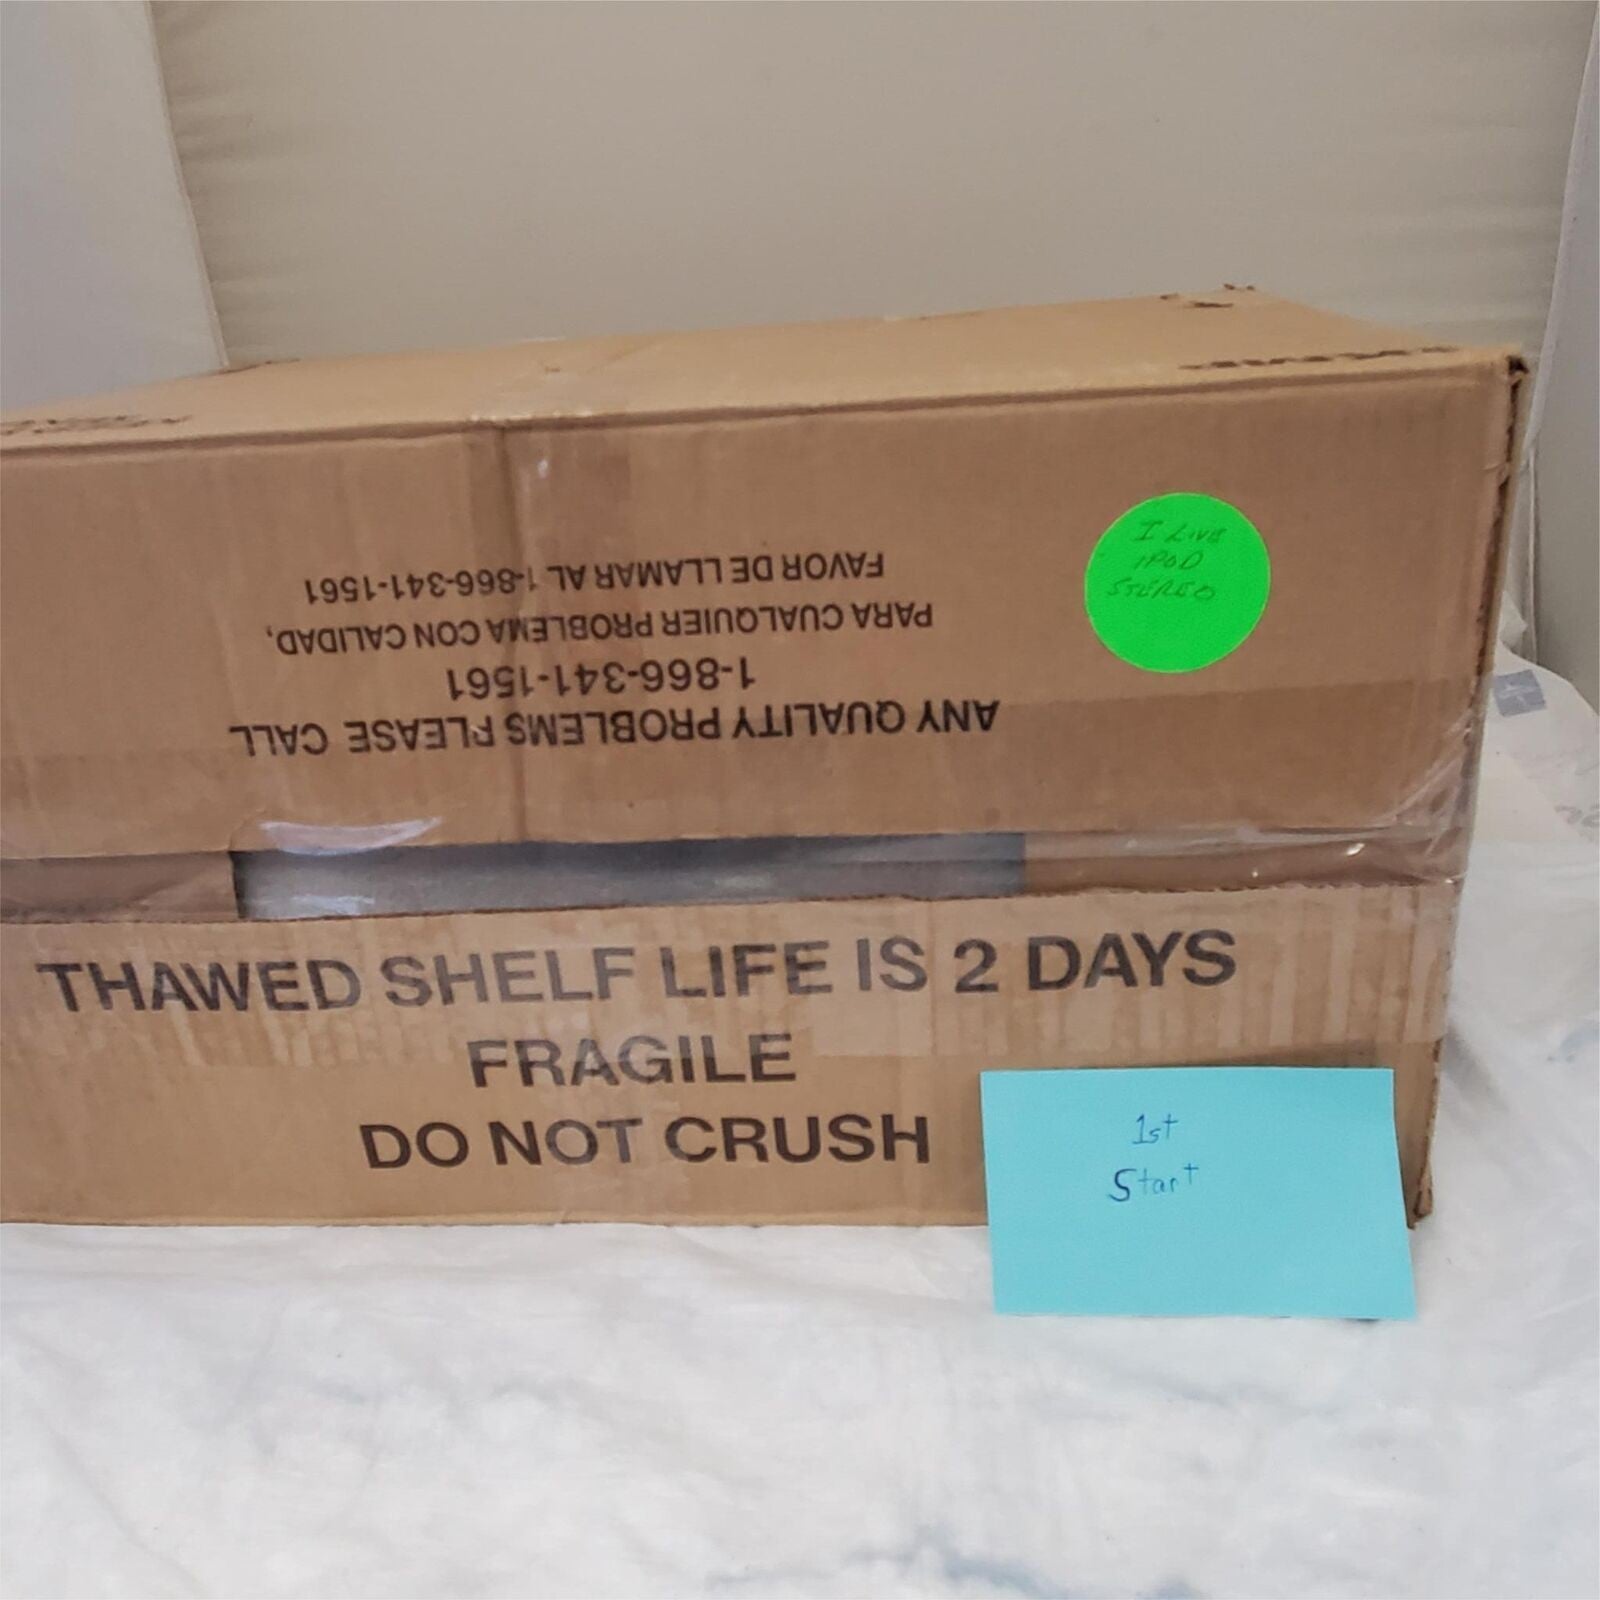 I LIVE
IPOD
STEREO
ANY QUALITY PROBLEMS PLEASE CALL
1-866-341-1561
PARA CUALQUIER PROBLEMA CON CALIDAD,
FAVOR DE LLAMAR AL 1-866-341-1561
THAWED SHELF LIFE IS 2 DAYS
FRAGILE
DO NOT CRUSH
1st
Start